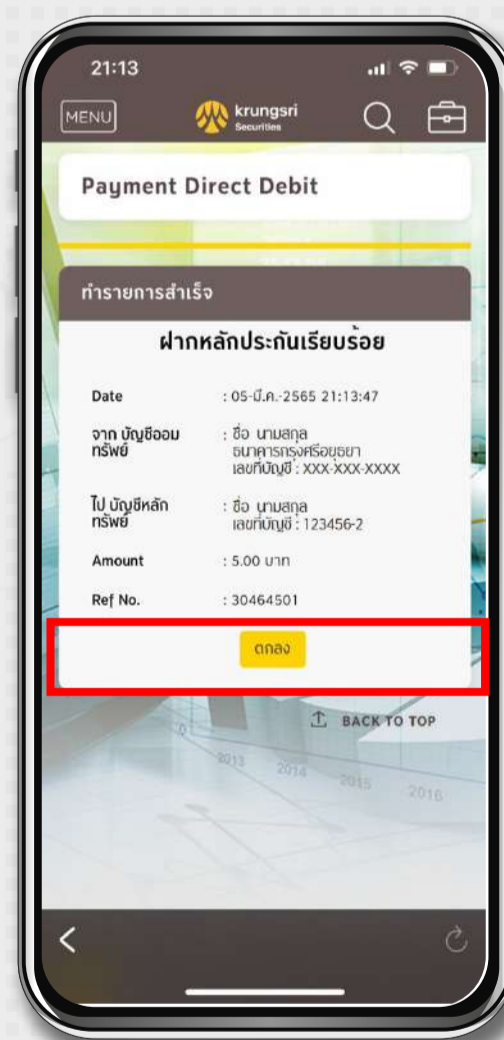 21:13
MENU
krungsri
Securities
Payment Direct Debit
ทำรายการสำเร็จ
ฝากหลักประกันเรียบร้อย
Date : 05-มี.ค.-2565 21:13:47
จาก บัญชีออม : ชื่อ นามสกุล
ทรัพย์ ธนาคารกรุงศรีอยุธยา
เลขที่บัญชี : XXX-XXX-XXXX
ไป บัญชีหลัก : ชื่อ นามสกุล
ทรัพย์ เลขที่บัญชี : 123456-2
Amount : 5.00 บาท
Ref No. : 30464501
ตกลง
BACK TO TOP
0
2013
2014
2015
2016